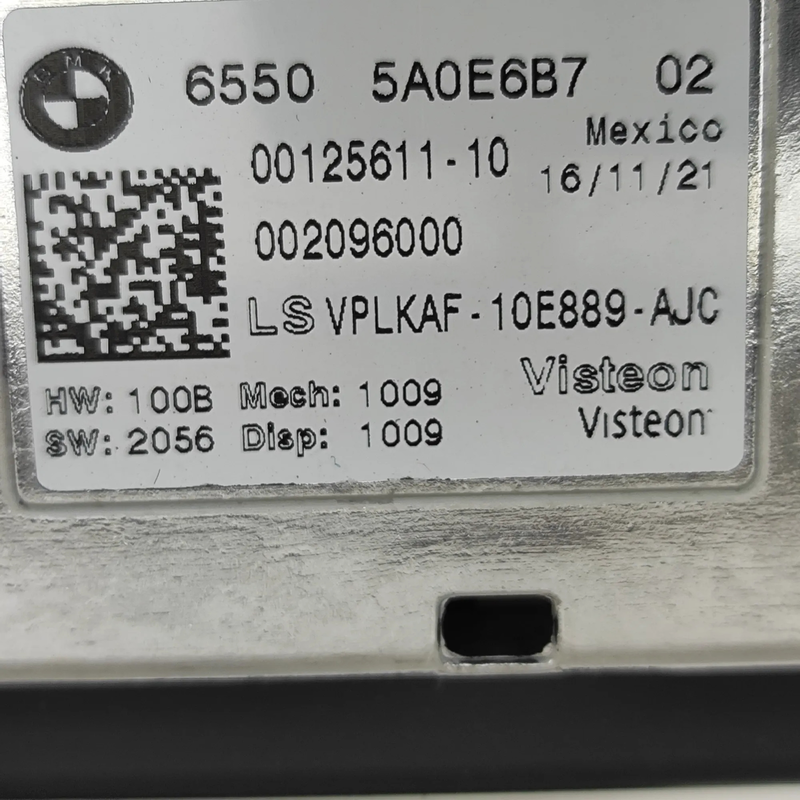 BMW
6550 5A0E6B7 02
00125611-10 Mexico
002096000 16/11/21
LS VPLKAF-10E889-AJC
HW: 100B Mech: 1009 Visteon
SW: 2056 Disp: 1009 Visteon